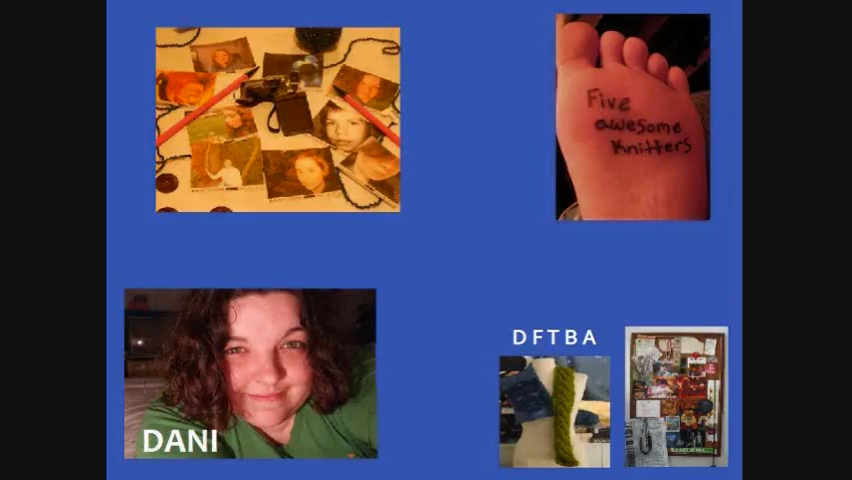 Five
awesome
Knitters
DFTBA
DANI